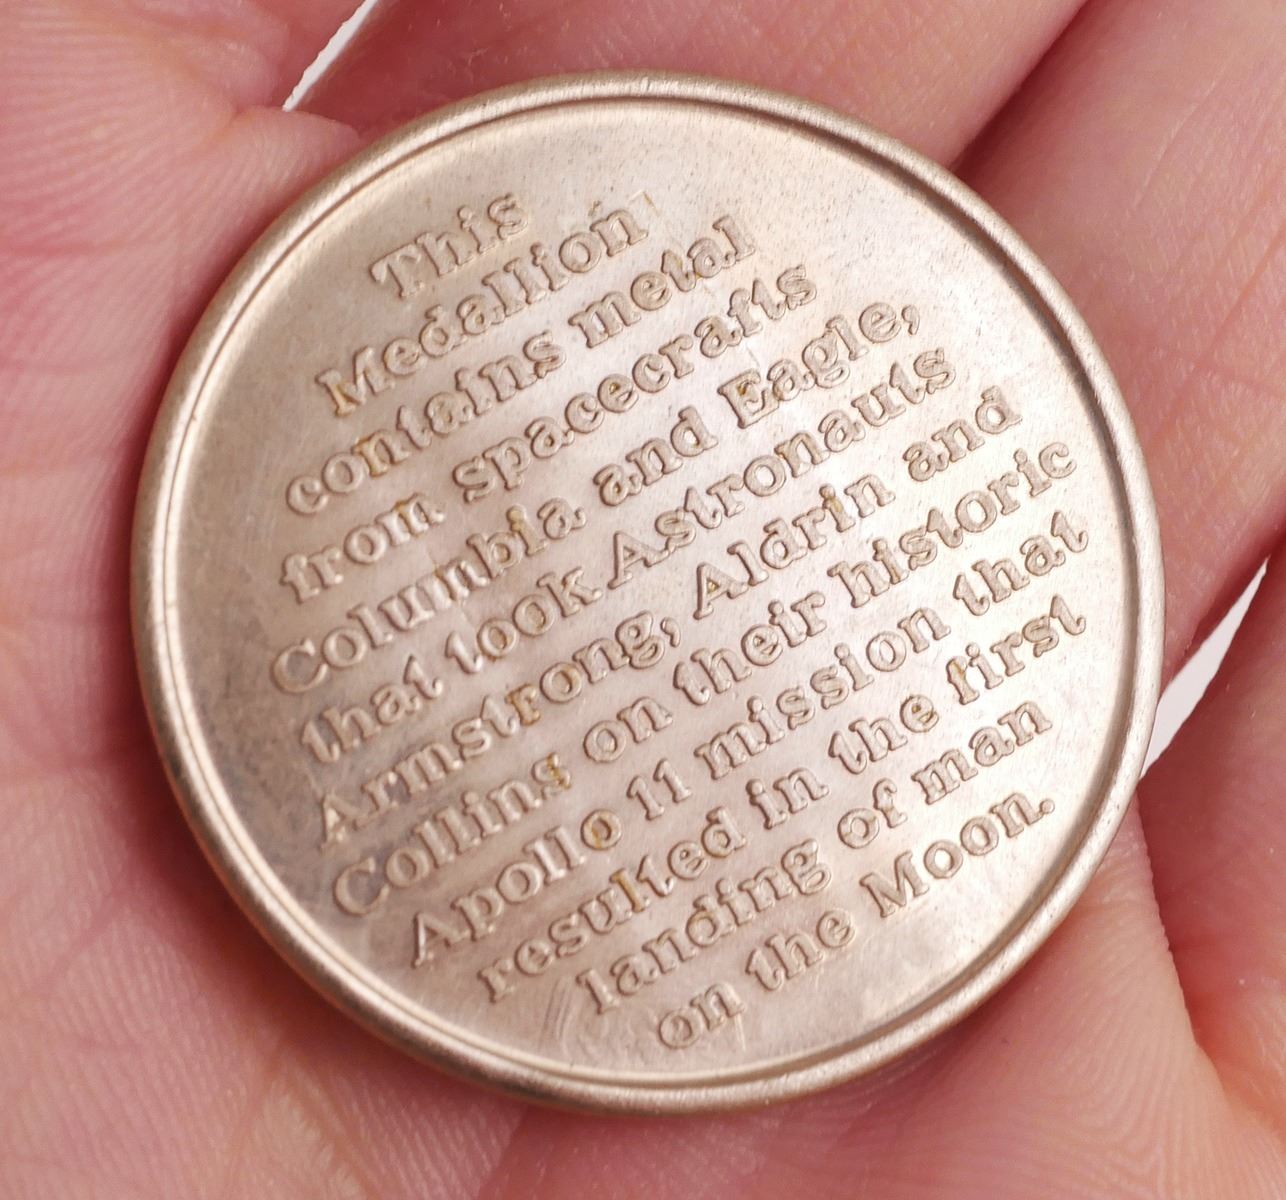 This
Medallion
contains metal
from spacecrafts
Columbia and Eagle,
that took Astronauts
Armstrong, Aldrin and
Collins on their historic
Apollo 11 mission that
resulted in the first
landing of man
on the Moon.